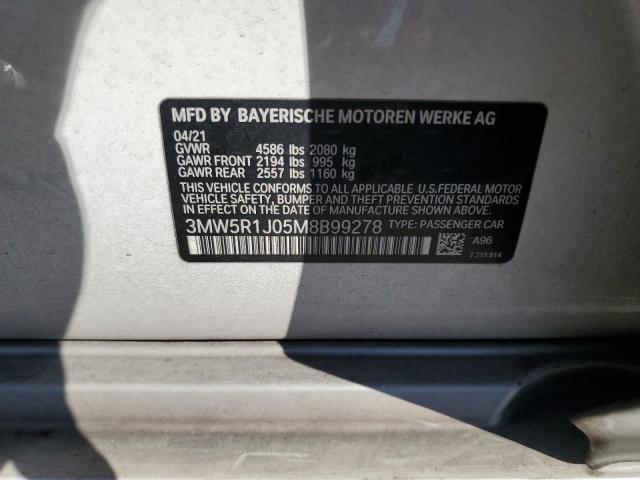 MFD BY BAYERISCHE MOTOREN WERKE AG
04/21
GVWR 4586 lbs 2080 kg
GAWR FRONT 2194 lbs 995 kg
GAWR REAR 2557 lbs 1160 kg
THIS VEHICLE CONFORMS TO ALL APPLICABLE U.S.FEDERAL MOTOR
VEHICLE SAFETY, BUMPER AND THEFT PREVENTION STANDARDS
IN EFFECT ON THE DATE OF MANUFACTURE SHOWN ABOVE.
3MW5R1J05M8B99278 TYPE: PASSENGER CAR
A96
7 315 814